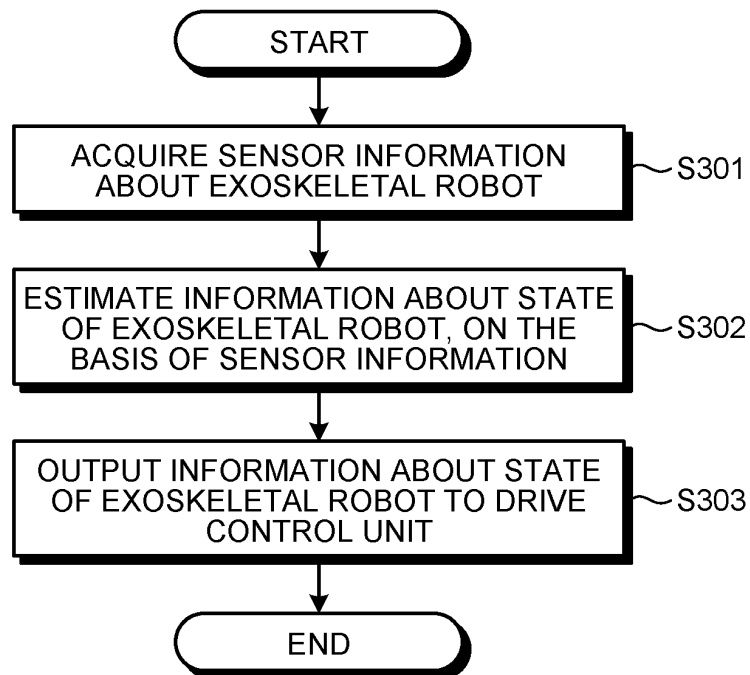 START
ACQUIRE SENSOR INFORMATION
ABOUT EXOSKELETAL ROBOT
S301
ESTIMATE INFORMATION ABOUT STATE
OF EXOSKELETAL ROBOT, ON THE
BASIS OF SENSOR INFORMATION
S302
OUTPUT INFORMATION ABOUT STATE
OF EXOSKELETAL ROBOT TO DRIVE
CONTROL UNIT
S303
END